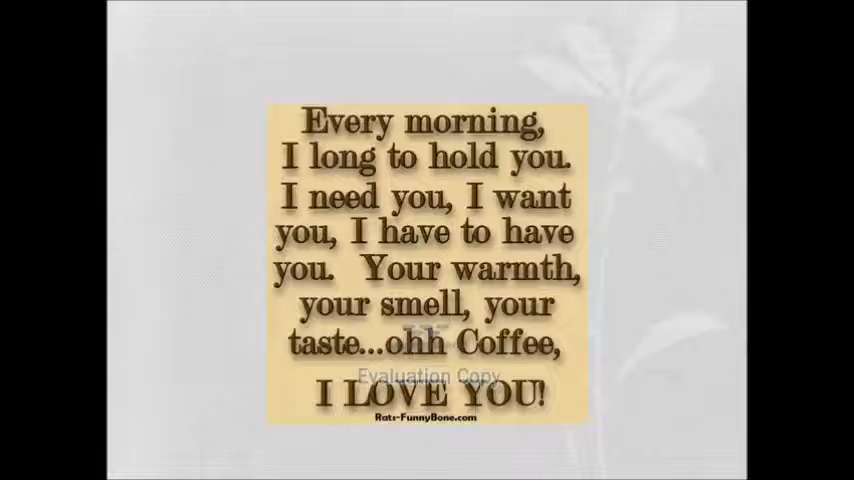 Every morning,
I long to hold you.
I need you, I want
you, I have to have
you. Your warmth,
your smell, your
taste...ohh Coffee,
Evaluation Copy
I LOVE YOU!
Rats-FunnyBone.com